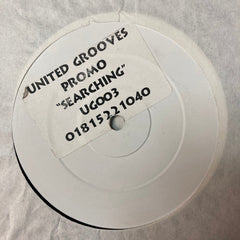 UNITED GROOVES
PROMO
"SEARCHING"
UG003
01815221040